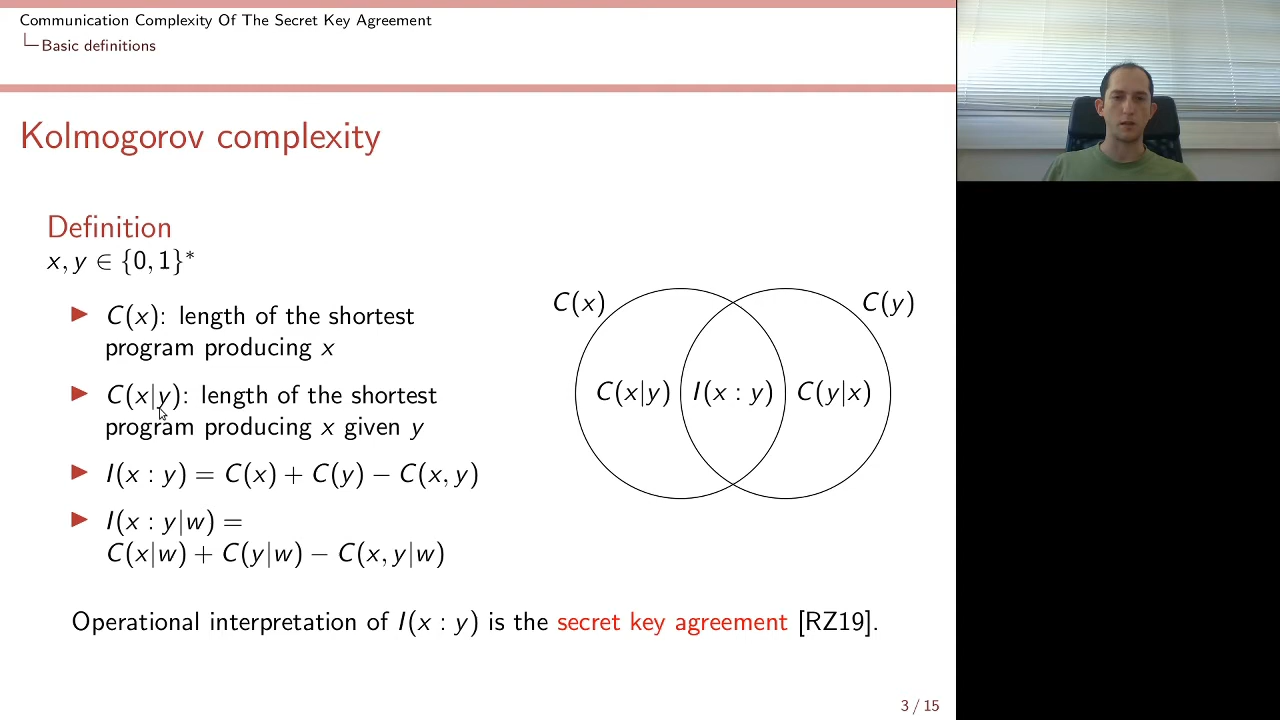 Communication Complexity Of The Secret Key Agreement
Basic definitions
Kolmogorov complexity
Definition
x, y ∈ {0, 1}*
C(x): length of the shortest
program producing x
C(x|y): length of the shortest
program producing x given y
I(x : y) = C(x) + C(y) − C(x, y)
I(x : y|w) =
C(x|w) + C(y|w) − C(x, y|w)
C(x)
C(y)
C(x|y)
I(x : y)
C(y|x)
Operational interpretation of I(x : y) is the secret key agreement [RZ19].
3 / 15